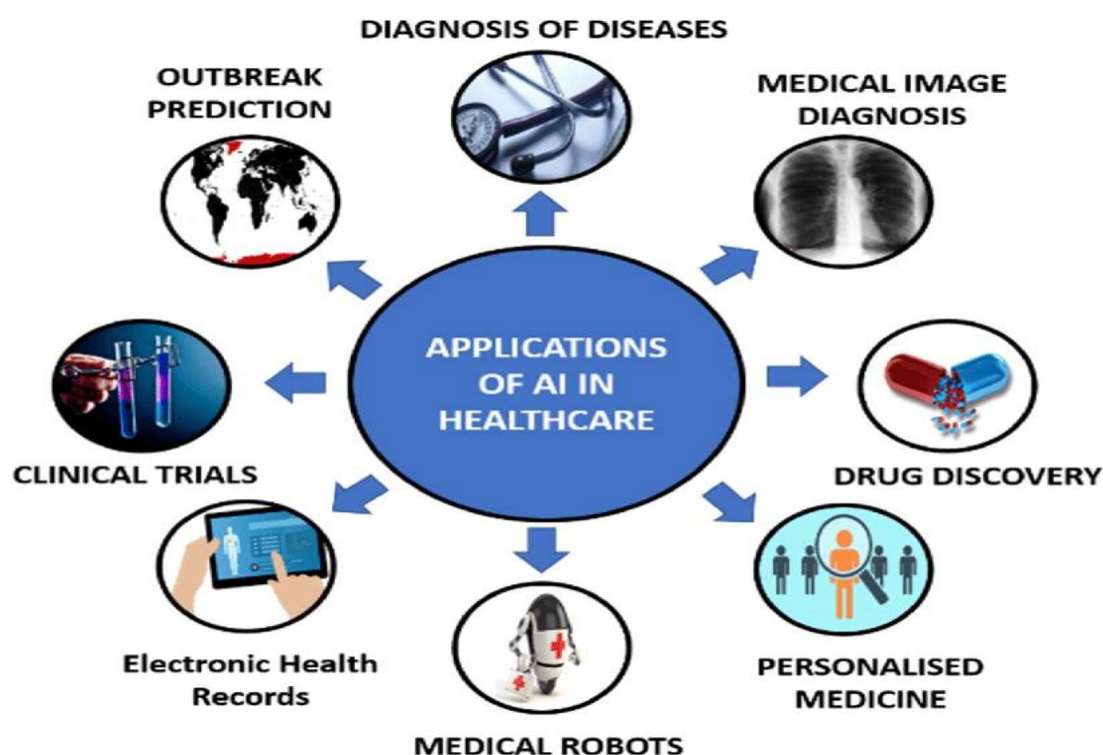 DIAGNOSIS OF DISEASES
OUTBREAK
PREDICTION
MEDICAL IMAGE
DIAGNOSIS
APPLICATIONS
OF AI IN
HEALTHCARE
CLINICAL TRIALS
DRUG DISCOVERY
Electronic Health
Records
PERSONALISED
MEDICINE
MEDICAL ROBOTS